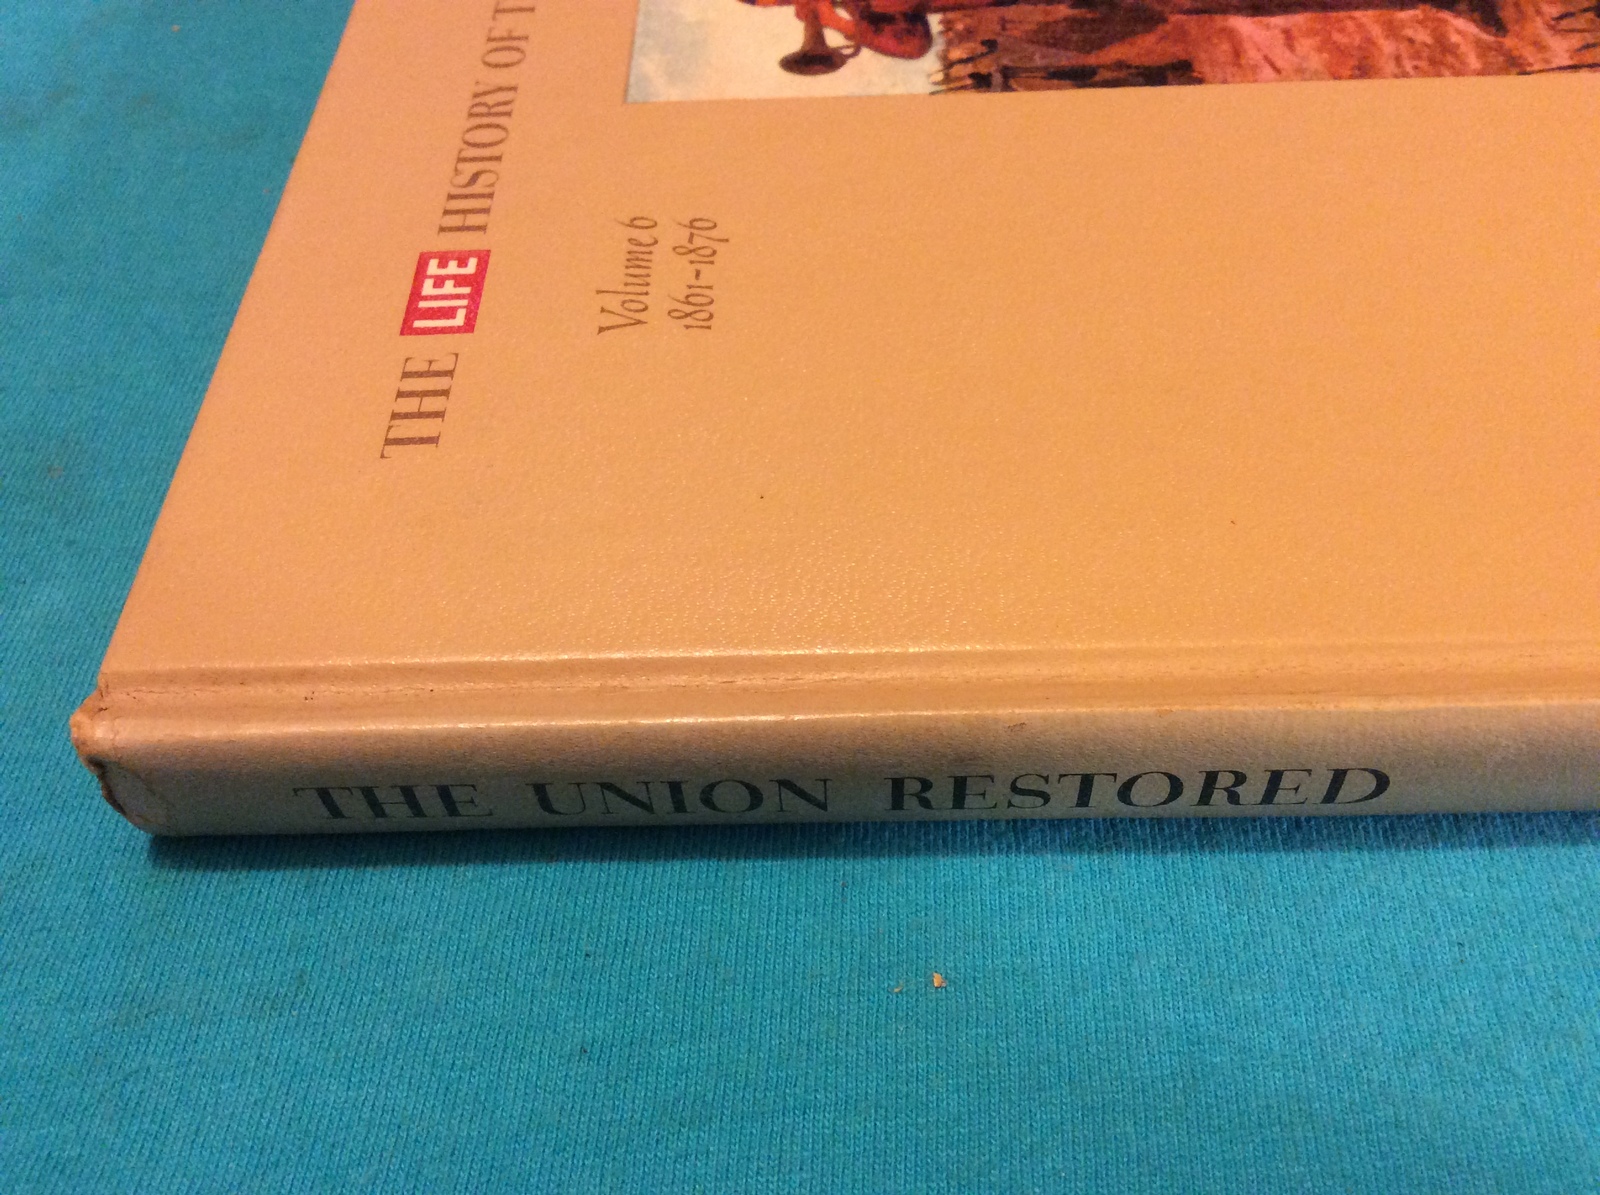 THE LIFE HISTORY OF
Volume 6
1861-1876
THE UNION RESTORED